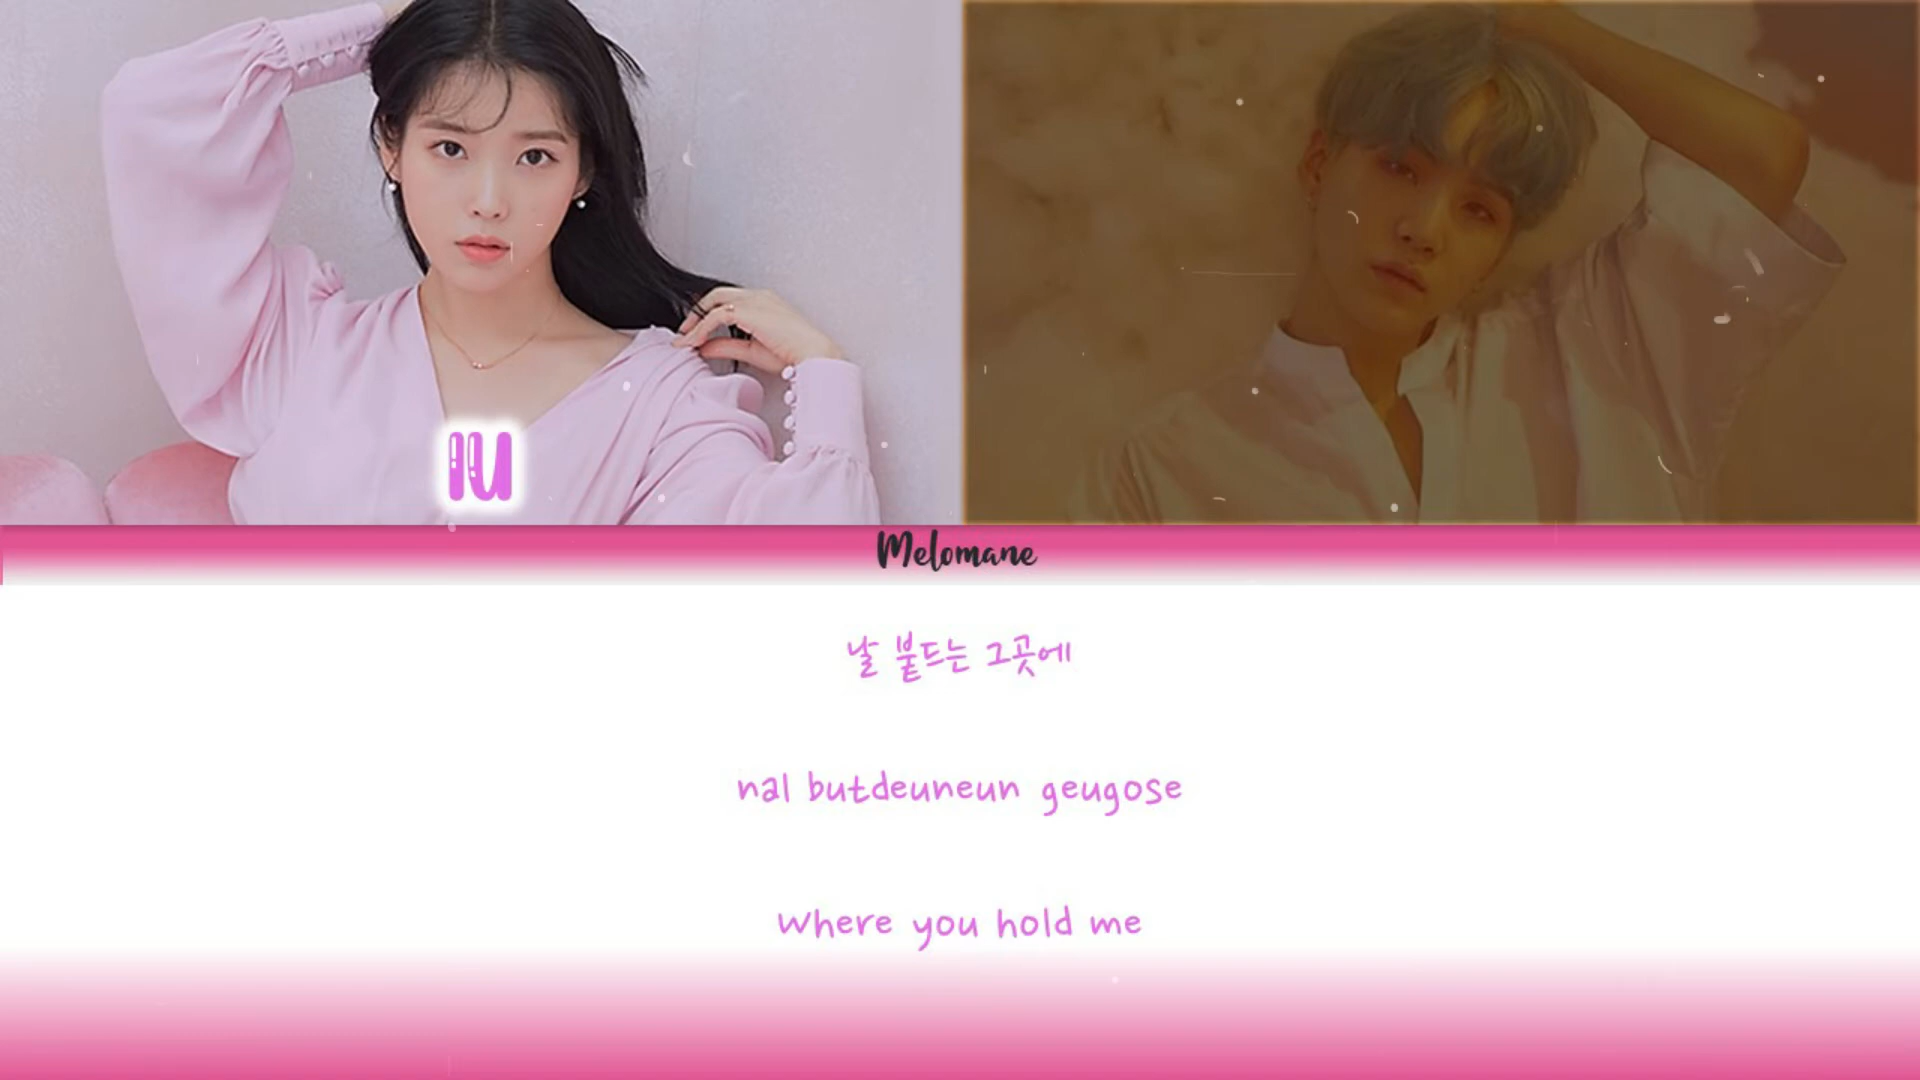 IU
Melomane
날 붙드는 그곳에
nal butdeuneun geugose
Where you hold me